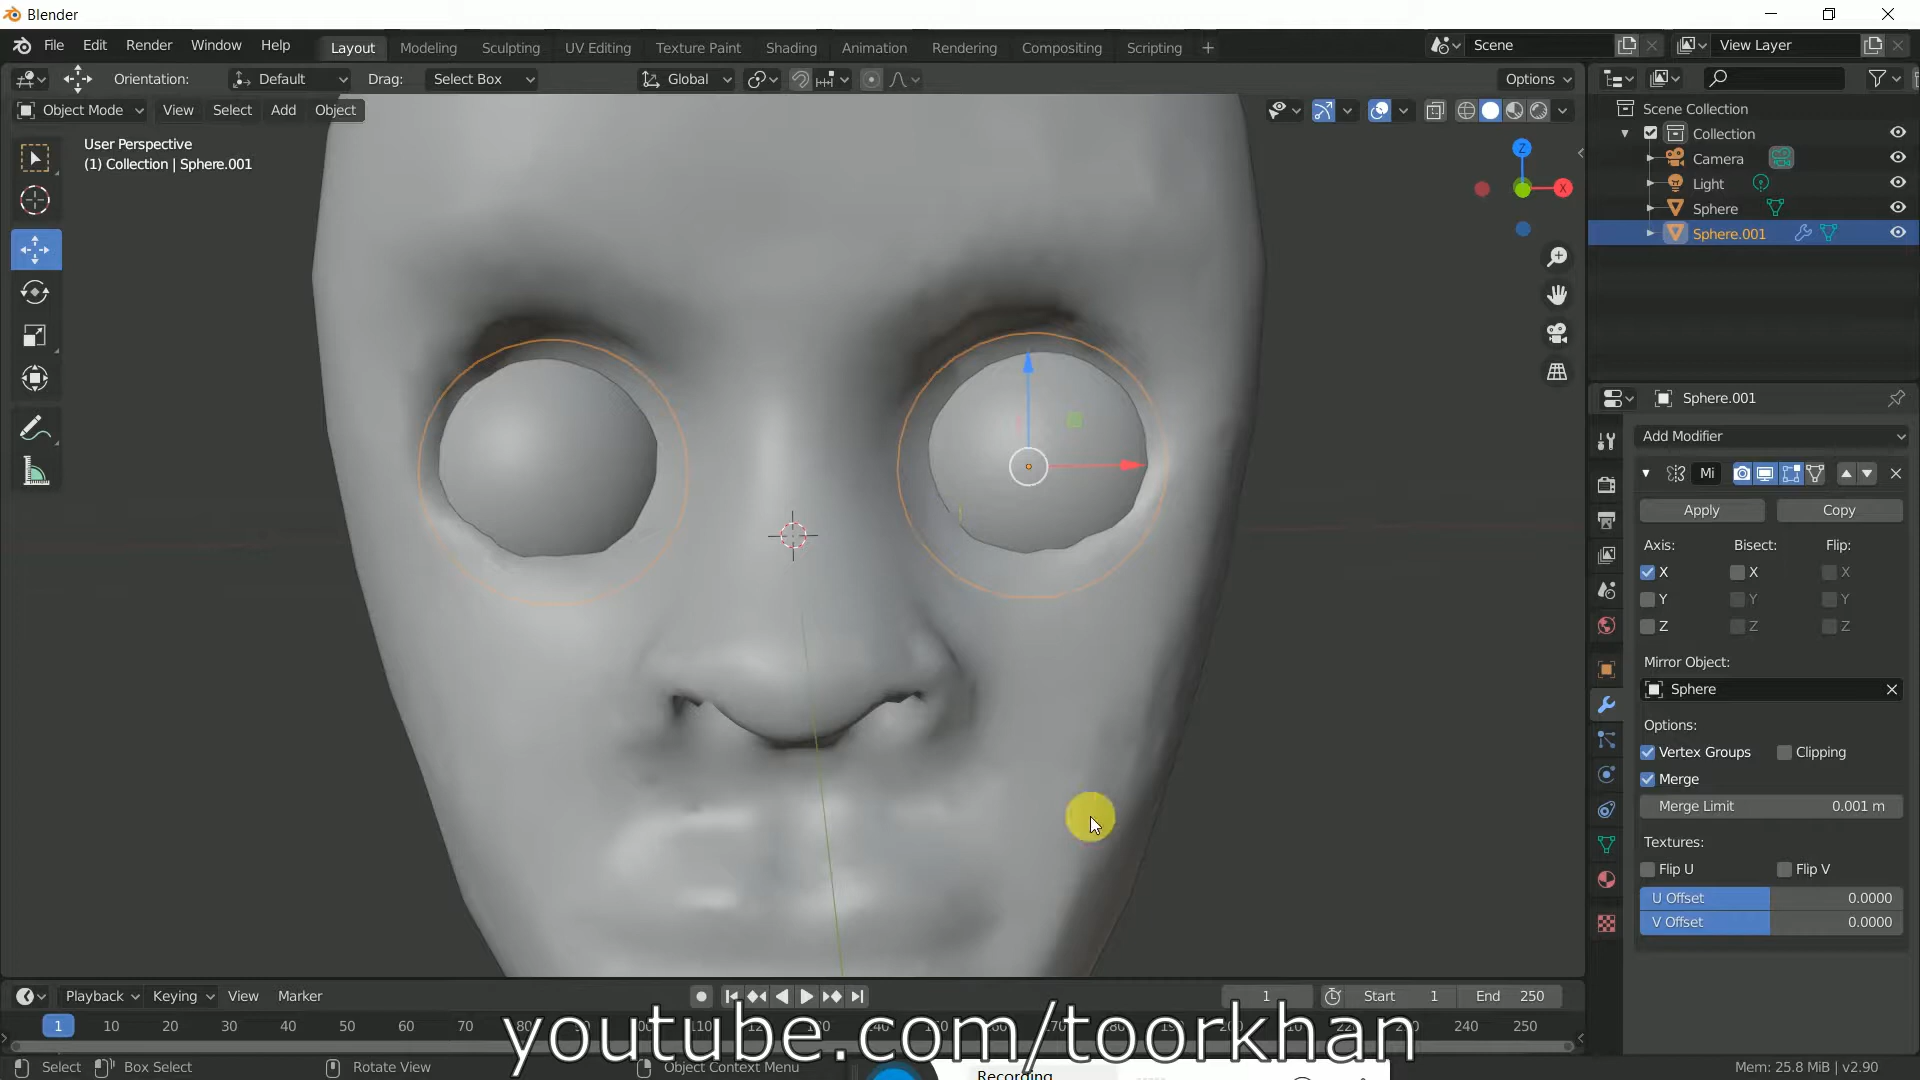 Blender
File Edit Render Window Help Layout Modeling Sculpting UV Editing Texture Paint Shading Animation Rendering Compositing Scripting + Scene View Layer
Orientation: Default Drag: Select Box Global Options
Object Mode View Select Add Object
User Perspective
(1) Collection | Sphere.001
Z
X
Scene Collection
Collection
Camera
Light
Sphere
Sphere.001
Sphere.001
Add Modifier
Mi
Apply Copy
Axis: Bisect: Flip:
X X X
Y Y Y
Z Z Z
Mirror Object:
Sphere
Options:
Vertex Groups Clipping
Merge
Merge Limit 0.001 m
Textures:
Flip U Flip V
U Offset 0.0000
V Offset 0.0000
Playback Keying View Marker 1 Start 1 End 250
1 10 20 30 40 50 60 70 240 250
youtube.com/toorkhan
Select Box Select Rotate View Object Context Menu Mem: 25.8 MiB | v2.90
Recording